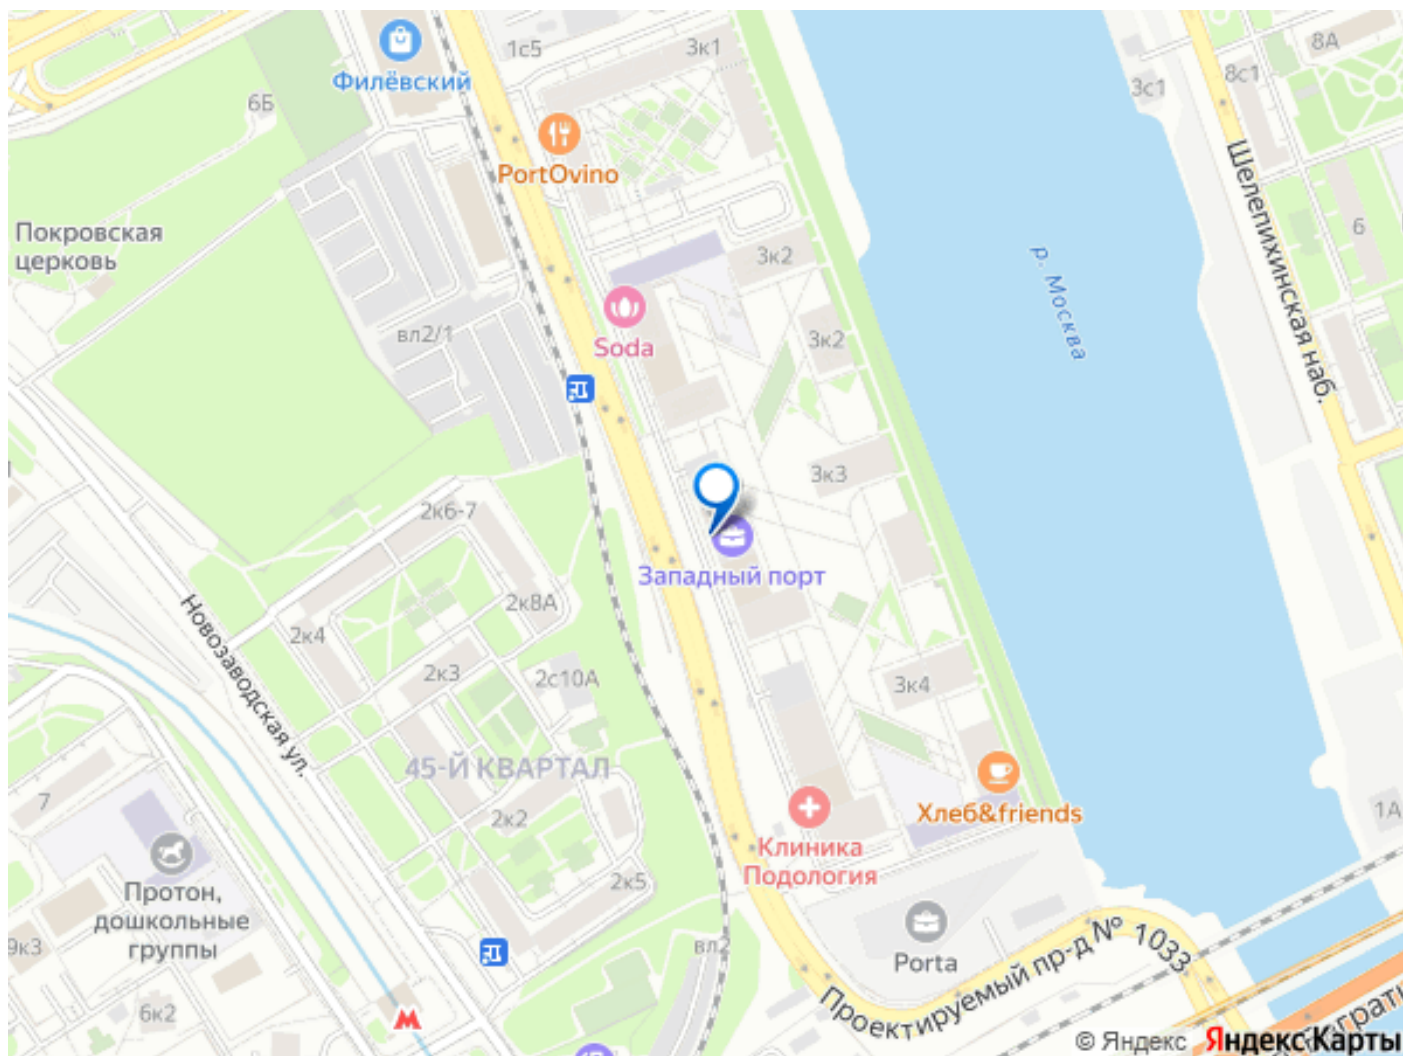 1с5
3к1
8А
Филёвский
8с1
3с1
6Б
PortOvino
Шелепихинская наб.
Покровская
церковь
6
3к2
р. Москва
вл2/1
Soda
3к2
3к3
2к6-7
Западный порт
2к8А
2к4
Новозаводская ул.
2к3
2с10А
3к4
45-Й КВАРТАЛ
7
2к2
Хлеб&friends
1А
Клиника
Подология
2к5
Протон,
дошкольные
группы
9к3
вл2
Porta
Проектируемый пр-д № 1033
6к2
© Яндекс Яндекс Карты